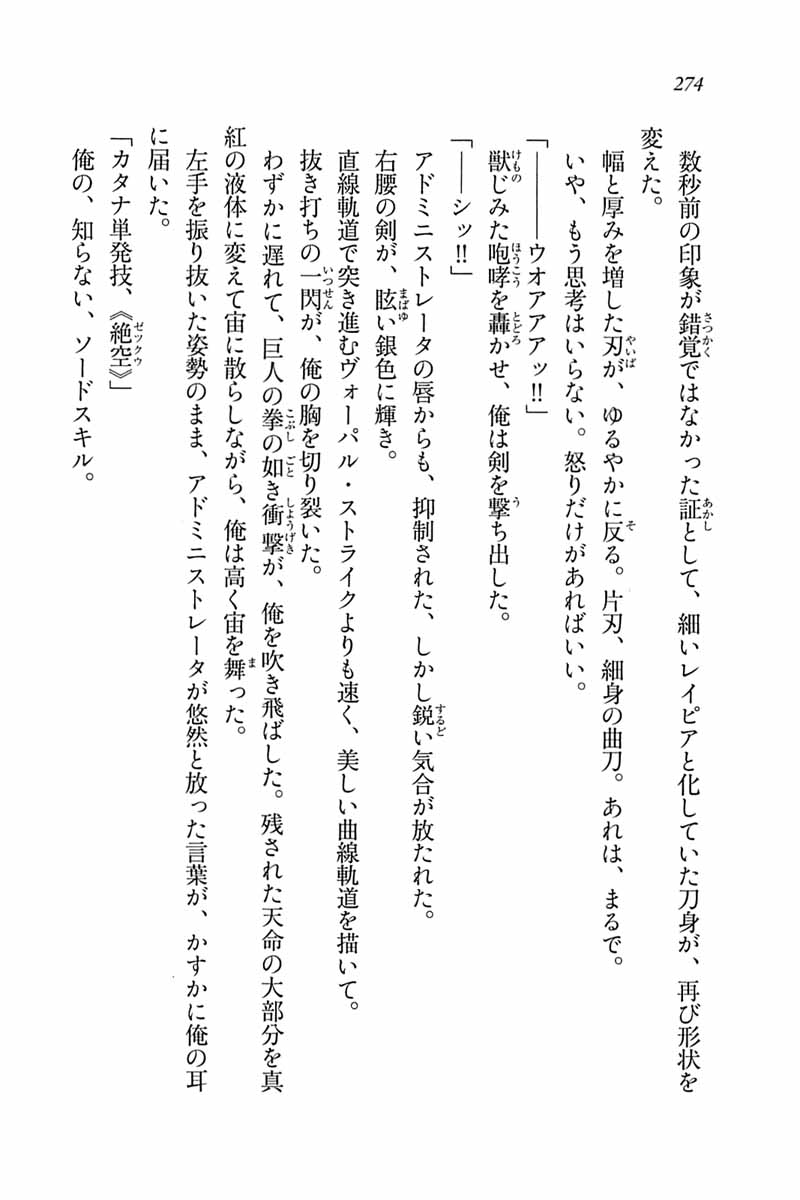 274
数秒前の印象が錯覚ではなかった証として、細いレイピアと化していた刀身が、再び形状を
変えた。
幅と厚みを増した刃が、ゆるやかに反る。片刃、細身の曲刀。あれは、まるで。
いや、もう思考はいらない。怒りだけがあればいい。
「―――ウオアアアッ!!」
獣じみた咆哮を轟かせ、俺は剣を撃ち出した。
「――シッ!!」
アドミニストレータの唇からも、抑制された、しかし鋭い気合が放たれた。
右腰の剣が、眩い銀色に輝き。
直線軌道で突き進むヴォーパル・ストライクよりも速く、美しい曲線軌道を描いて。
抜き打ちの一閃が、俺の胸を切り裂いた。
わずかに遅れて、巨人の拳の如き衝撃が、俺を吹き飛ばした。残された天命の大部分を真
紅の液体に変えて宙に散らしながら、俺は高く宙を舞った。
左手を振り抜いた姿勢のまま、アドミニストレータが悠然と放った言葉が、かすかに俺の耳
に届いた。
「カタナ単発技、《絶空》」
俺の、知らない、ソードスキル。